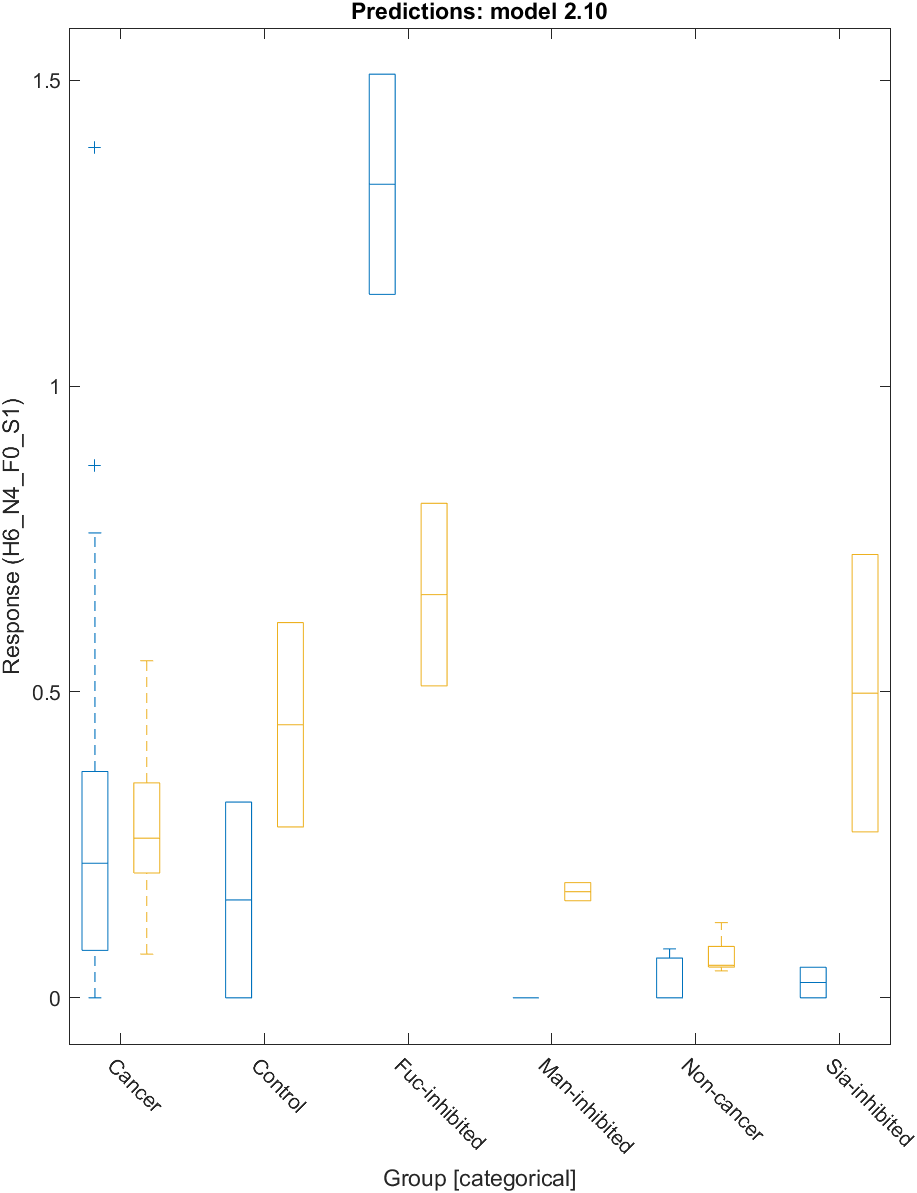 Predictions: model 2.10
Response (H6_N4_F0_S1)
1.5
1
0.5
0
Cancer
Control
Fuc-inhibited
Man-inhibited
Non-cancer
Sia-inhibited
Group [categorical]